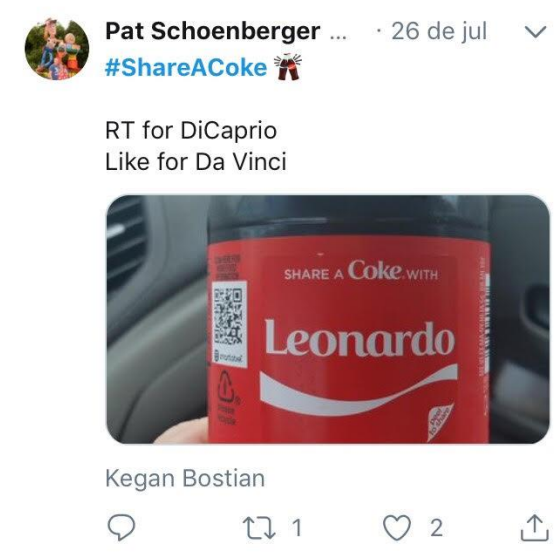 Pat Schoenberger ... · 26 de jul
#ShareACoke
RT for DiCaprio
Like for Da Vinci
SHARE A Coke WITH
Leonardo
smartlabel
Kegan Bostian
1
2